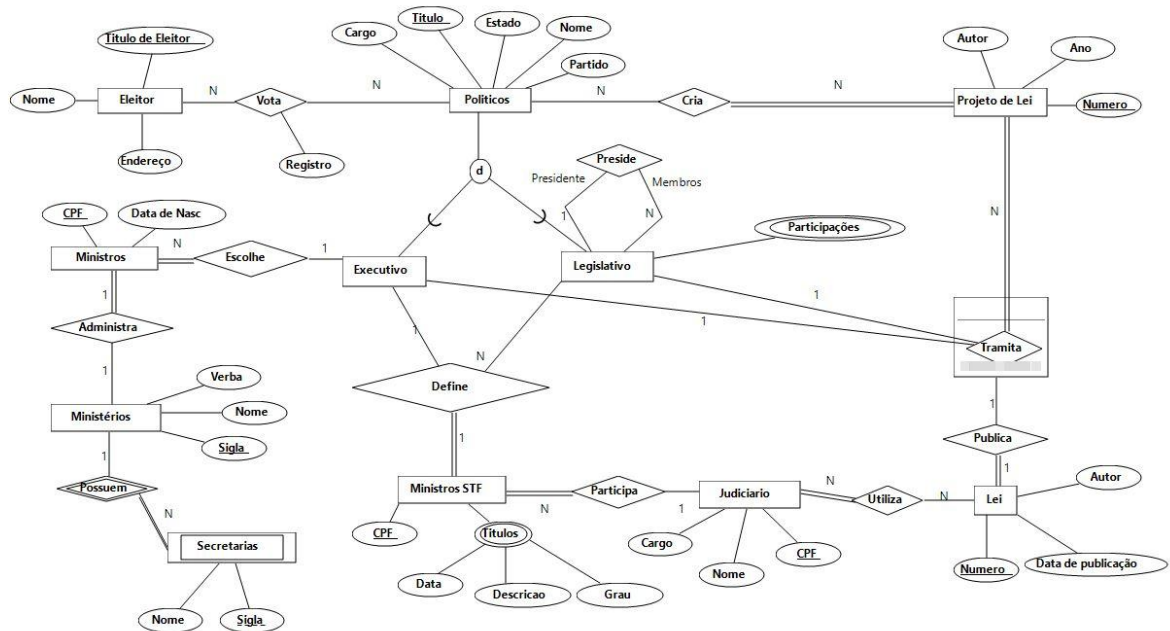 Titulo de Eleitor
Nome
Eleitor
Endereço
N
Vota
Registro
N
Cargo
Titulo
Estado
Nome
Partido
Politicos
N
Cria
N
Autor
Ano
Projeto de Lei
Numero
d
Preside
Presidente
Membros
1
N
Participações
CPF
Data de Nasc
Ministros
N
Escolhe
1
Executivo
Legislativo
N
1
1
Tramita
1
Administra
1
1
N
Define
1
Verba
Ministérios
Nome
Sigla
1
Possuem
N
Secretarias
Nome
Sigla
Ministros STF
CPF
Titulos
Data
Descricao
Grau
N
Participa
1
Judiciario
Cargo
Nome
CPF
N
Utiliza
N
1
Publica
1
Lei
Autor
Numero
Data de publicação